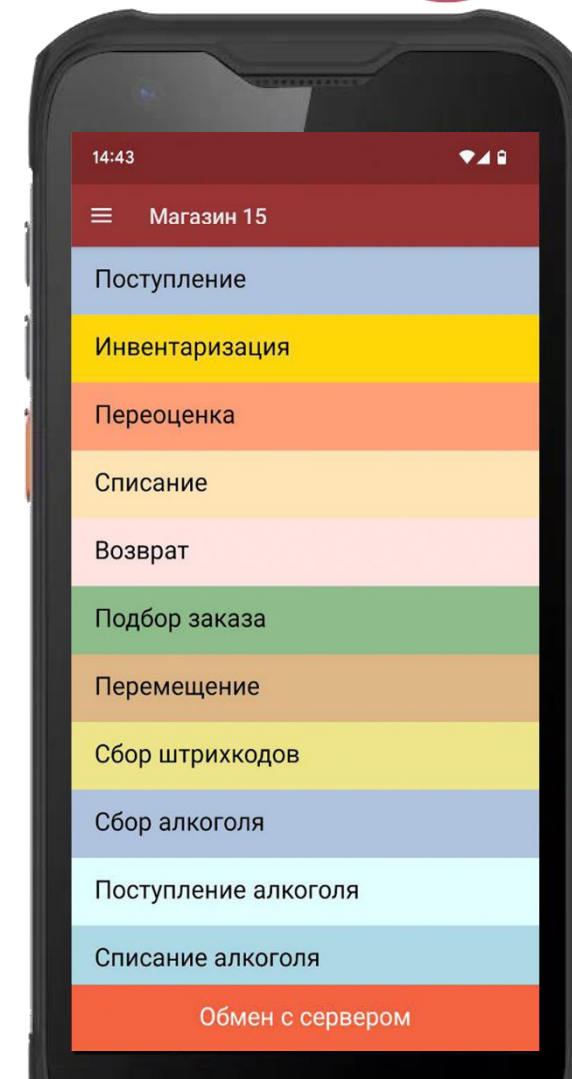 14:43
Магазин 15
Поступление
Инвентаризация
Переоценка
Списание
Возврат
Подбор заказа
Перемещение
Сбор штрихкодов
Сбор алкоголя
Поступление алкоголя
Списание алкоголя
Обмен с сервером